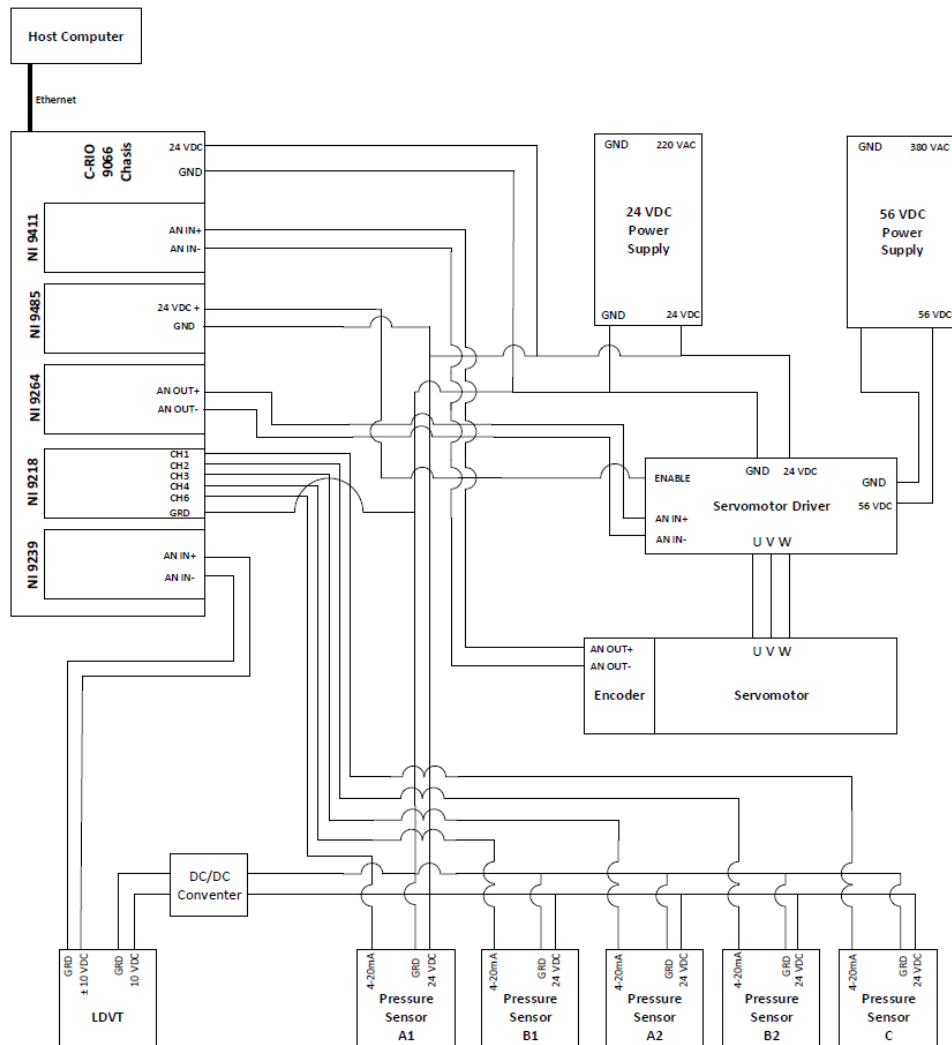 Host Computer
Ethernet
C-RIO
9066
Chasis
24 VDC
GND
NI 9411
AN IN+
AN IN-
NI 9485
24 VDC +
GND
NI 9264
AN OUT+
AN OUT-
NI 9218
CH1
CH2
CH3
CH4
CH6
GRD
NI 9239
AN IN+
AN IN-
GND
220 VAC
24 VDC
Power
Supply
GND
24 VDC
GND
380 VAC
56 VDC
Power
Supply
56 VDC
GND
24 VDC
ENABLE
GND
Servomotor Driver
56 VDC
AN IN+
AN IN-
U V W
AN OUT+
AN OUT-
Encoder
U V W
Servomotor
DC/DC
Conventer
GRD
± 10 VDC
GRD
10 VDC
LDVT
4-20mA
GRD
24 VDC
Pressure
Sensor
A1
4-20mA
GRD
24 VDC
Pressure
Sensor
B1
4-20mA
GRD
24 VDC
Pressure
Sensor
A2
4-20mA
GRD
24 VDC
Pressure
Sensor
B2
4-20mA
GRD
24 VDC
Pressure
Sensor
C